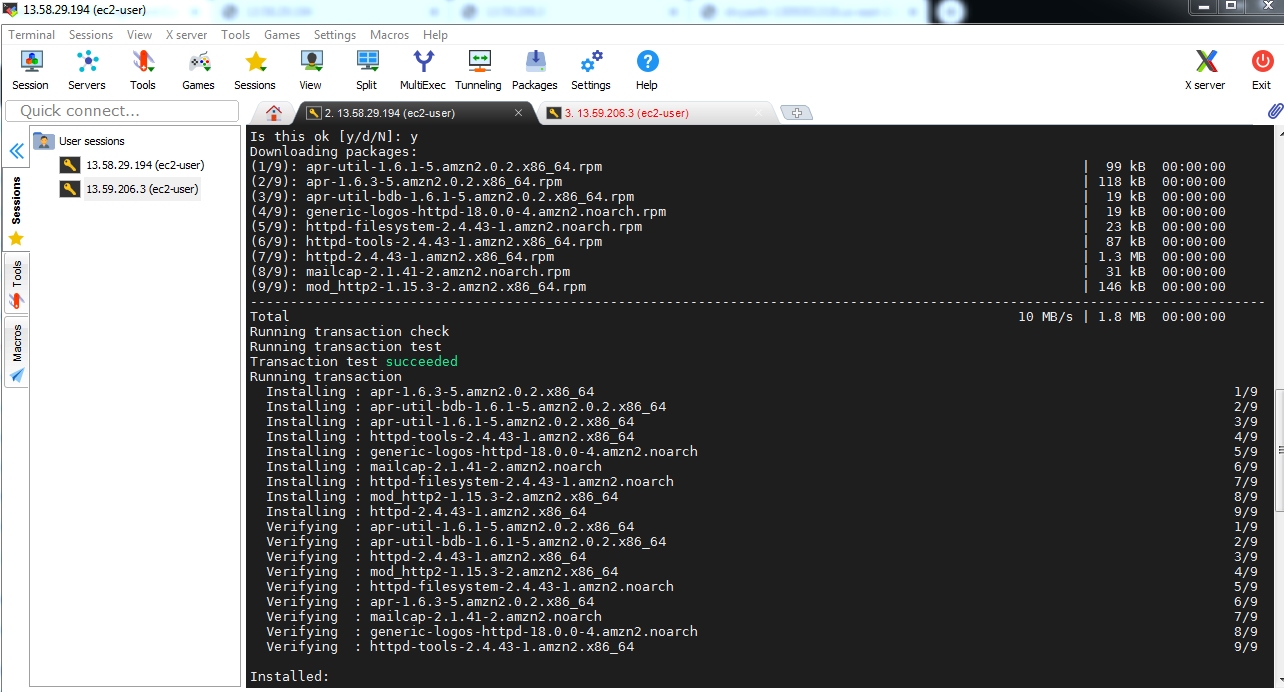 13.58.29.194 (ec2-user)
Terminal Sessions View X server Tools Games Settings Macros Help
Session Servers Tools Games Sessions View Split MultiExec Tunneling Packages Settings Help X server Exit
Quick connect...
2. 13.58.29.194 (ec2-user)
3. 13.59.206.3 (ec2-user)
User sessions
13.58.29.194 (ec2-user)
13.59.206.3 (ec2-user)
Sessions
Tools
Macros
Is this ok [y/d/N]: y
Downloading packages:
(1/9): apr-util-1.6.1-5.amzn2.0.2.x86_64.rpm | 99 kB 00:00:00
(2/9): apr-1.6.3-5.amzn2.0.2.x86_64.rpm | 118 kB 00:00:00
(3/9): apr-util-bdb-1.6.1-5.amzn2.0.2.x86_64.rpm | 19 kB 00:00:00
(4/9): generic-logos-httpd-18.0.0-4.amzn2.noarch.rpm | 19 kB 00:00:00
(5/9): httpd-filesystem-2.4.43-1.amzn2.noarch.rpm | 23 kB 00:00:00
(6/9): httpd-tools-2.4.43-1.amzn2.x86_64.rpm | 87 kB 00:00:00
(7/9): httpd-2.4.43-1.amzn2.x86_64.rpm | 1.3 MB 00:00:00
(8/9): mailcap-2.1.41-2.amzn2.noarch.rpm | 31 kB 00:00:00
(9/9): mod_http2-1.15.3-2.amzn2.x86_64.rpm | 146 kB 00:00:00
Total 10 MB/s | 1.8 MB 00:00:00
Running transaction check
Running transaction test
Transaction test succeeded
Running transaction
Installing : apr-1.6.3-5.amzn2.0.2.x86_64 1/9
Installing : apr-util-bdb-1.6.1-5.amzn2.0.2.x86_64 2/9
Installing : apr-util-1.6.1-5.amzn2.0.2.x86_64 3/9
Installing : httpd-tools-2.4.43-1.amzn2.x86_64 4/9
Installing : generic-logos-httpd-18.0.0-4.amzn2.noarch 5/9
Installing : mailcap-2.1.41-2.amzn2.noarch 6/9
Installing : httpd-filesystem-2.4.43-1.amzn2.noarch 7/9
Installing : mod_http2-1.15.3-2.amzn2.x86_64 8/9
Installing : httpd-2.4.43-1.amzn2.x86_64 9/9
Verifying : apr-util-1.6.1-5.amzn2.0.2.x86_64 1/9
Verifying : apr-util-bdb-1.6.1-5.amzn2.0.2.x86_64 2/9
Verifying : httpd-2.4.43-1.amzn2.x86_64 3/9
Verifying : mod_http2-1.15.3-2.amzn2.x86_64 4/9
Verifying : httpd-filesystem-2.4.43-1.amzn2.noarch 5/9
Verifying : apr-1.6.3-5.amzn2.0.2.x86_64 6/9
Verifying : mailcap-2.1.41-2.amzn2.noarch 7/9
Verifying : generic-logos-httpd-18.0.0-4.amzn2.noarch 8/9
Verifying : httpd-tools-2.4.43-1.amzn2.x86_64 9/9
Installed: